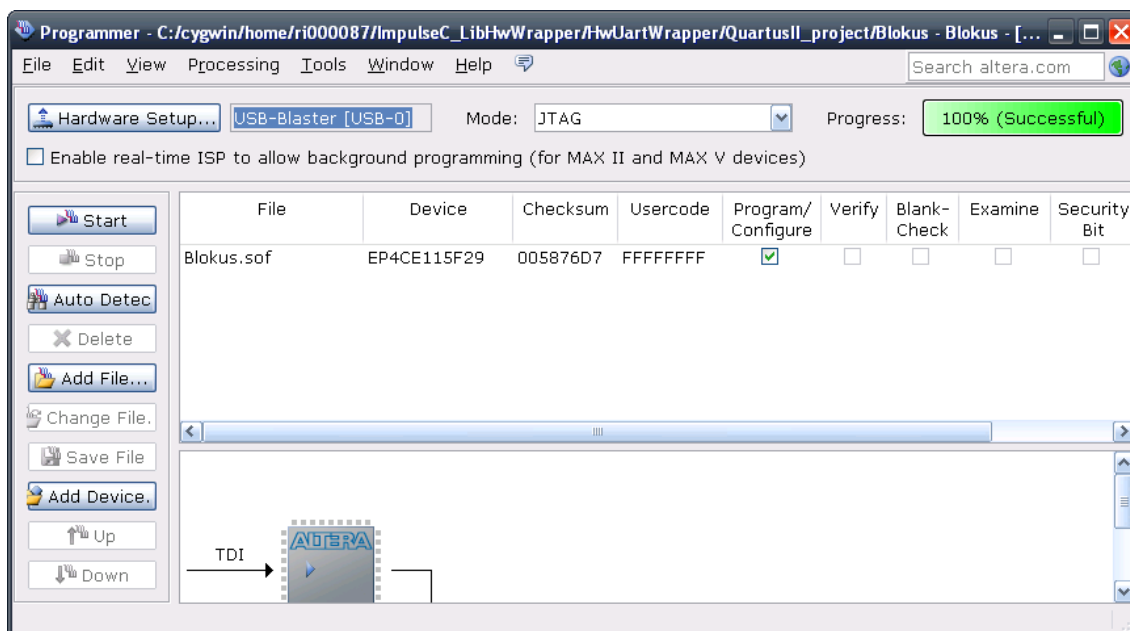 Programmer - C:/cygwin/home/ri000087/ImpulseC_LibHwWrapper/HwUartWrapper/QuartusII_project/Blokus - Blokus - [...
File Edit View Processing Tools Window Help Search altera.com
Hardware Setup... USB-Blaster [USB-0] Mode: JTAG Progress: 100% (Successful)
Enable real-time ISP to allow background programming (for MAX II and MAX V devices)
Start
Stop
Auto Detec
Delete
Add File...
Change File.
Save File
Add Device.
Up
Down
File Device Checksum Usercode Program/ Verify Blank- Examine Security
Configure Check Bit
Blokus.sof EP4CE115F29 005876D7 FFFFFFFF
ALTERA
TDI